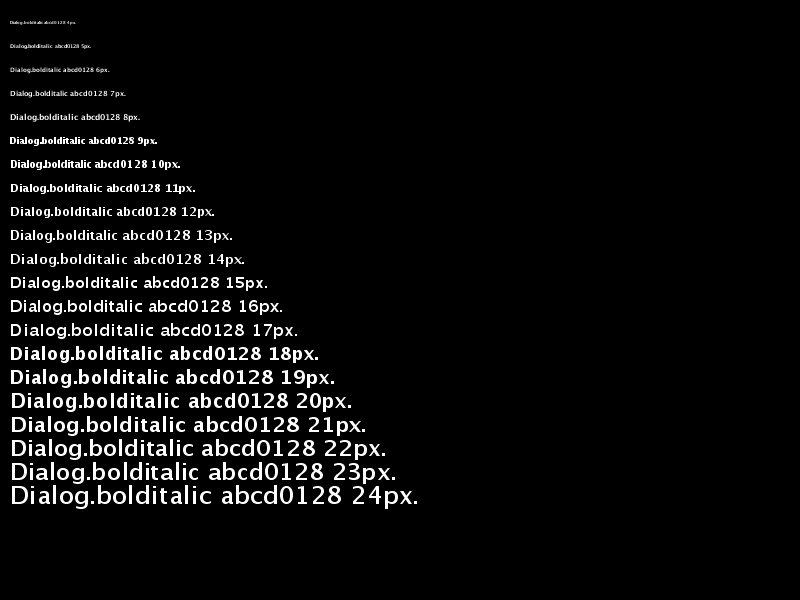 Dialog.bolditalic abcd0128 4px.
Dialog.bolditalic abcd0128 5px.
Dialog.bolditalic abcd0128 6px.
Dialog.bolditalic abcd0128 7px.
Dialog.bolditalic abcd0128 8px.
Dialog.bolditalic abcd0128 9px.
Dialog.bolditalic abcd0128 10px.
Dialog.bolditalic abcd0128 11px.
Dialog.bolditalic abcd0128 12px.
Dialog.bolditalic abcd0128 13px.
Dialog.bolditalic abcd0128 14px.
Dialog.bolditalic abcd0128 15px.
Dialog.bolditalic abcd0128 16px.
Dialog.bolditalic abcd0128 17px.
Dialog.bolditalic abcd0128 18px.
Dialog.bolditalic abcd0128 19px.
Dialog.bolditalic abcd0128 20px.
Dialog.bolditalic abcd0128 21px.
Dialog.bolditalic abcd0128 22px.
Dialog.bolditalic abcd0128 23px.
Dialog.bolditalic abcd0128 24px.